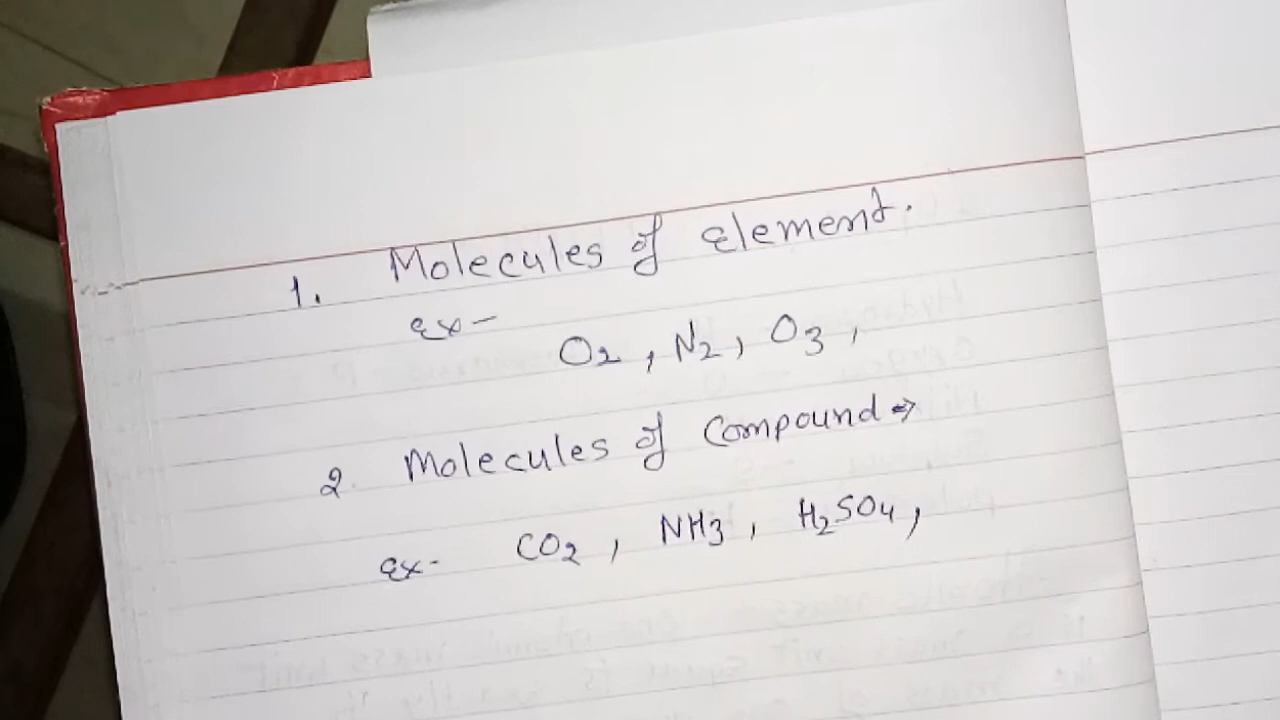 1. Molecules of Element.
Ex-
O2, N2, O3,
2. Molecules of Compound →
Ex- CO2, NH3, H2SO4,